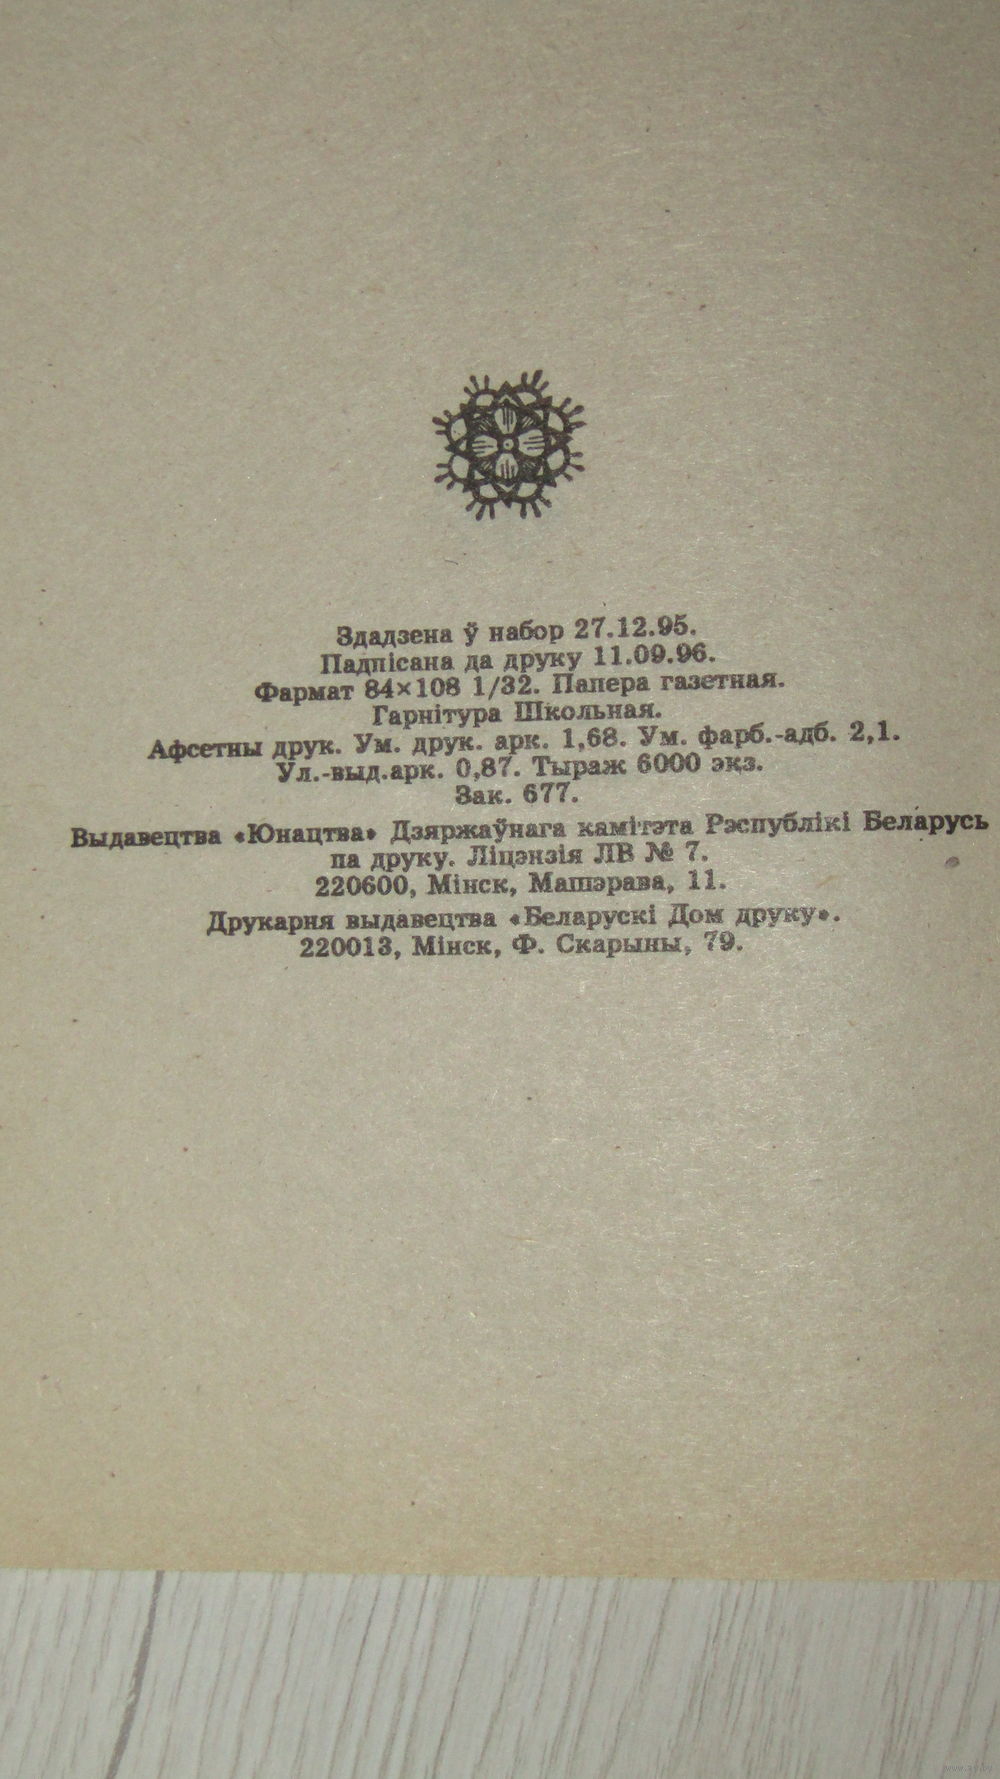 Здадзена ў набор 27.12.95.
Падпісана да друку 11.09.96.
Фармат 84×108 1/32. Папера газетная.
Гарнітура Школьная.
Афсетны друк. Ум. друк. арк. 1,68. Ум. фарб.-адб. 2,1.
Ул.-выд.арк. 0,87. Тыраж 6000 экз.
Зак. 677.
Выдавецтва «Юнацтва» Дзяржаўнага камітэта Рэспублікі Беларусь
па друку. Ліцэнзія ЛВ № 7.
220600, Мінск, Машэрава, 11.
Друкарня выдавецтва «Беларускі Дом друку».
220013, Мінск, Ф. Скарыны, 79.